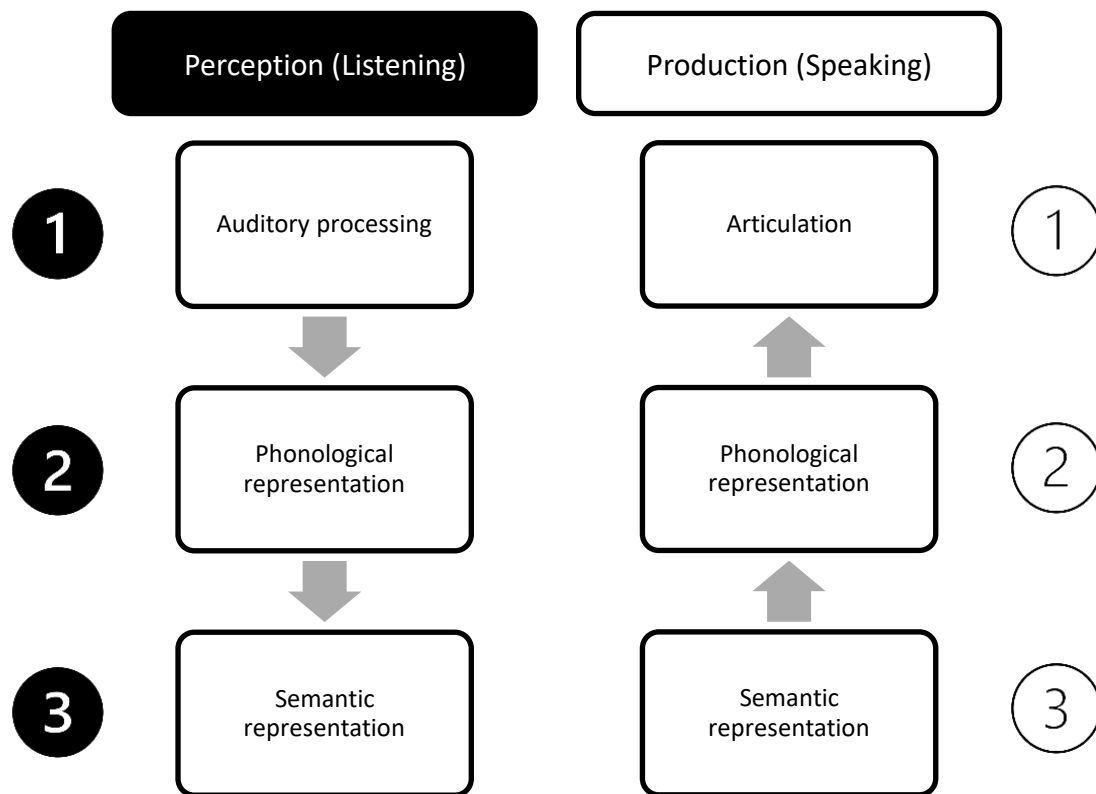 Perception (Listening)
Production (Speaking)
1
Auditory processing
Articulation
1
2
Phonological
representation
Phonological
representation
2
3
Semantic
representation
Semantic
representation
3